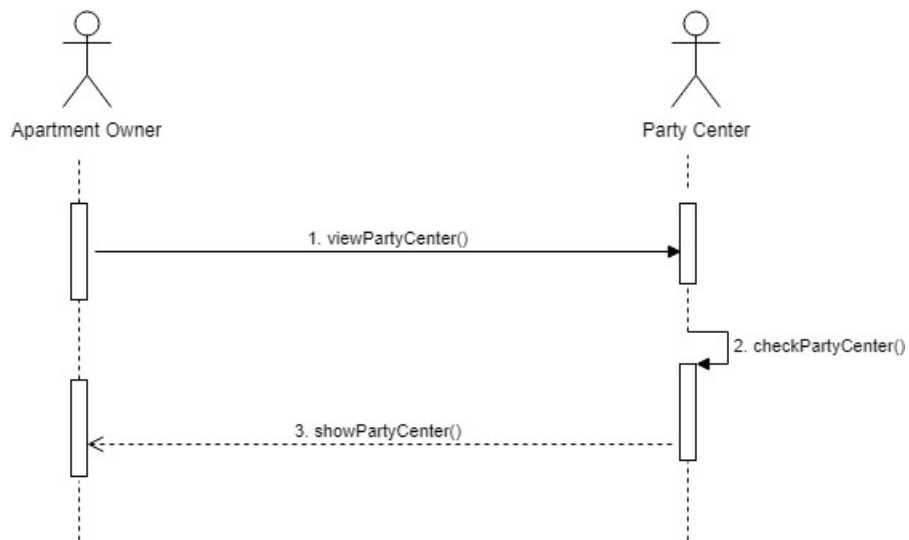 Apartment Owner
Party Center
1. viewPartyCenter()
2. checkPartyCenter()
3. showPartyCenter()